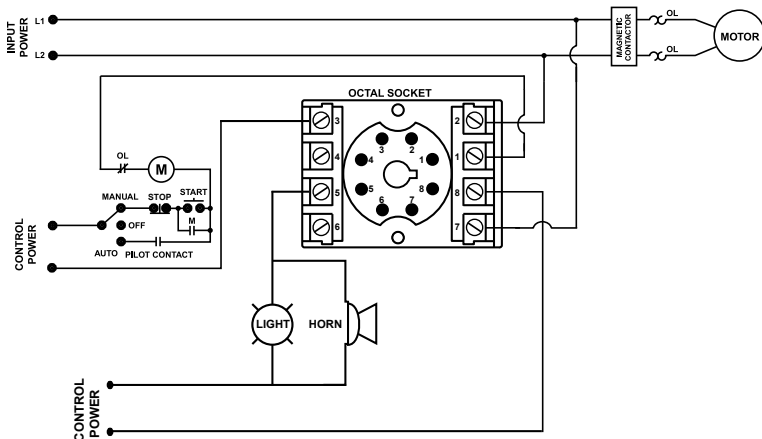 INPUT
POWER
L1
L2
OL
OL
MAGNETIC
CONTACTOR
MOTOR
OCTAL SOCKET
3
4
5
6
2
1
8
7
3
2
4
1
5
8
6
7
OL
M
MANUAL
STOP
START
M
OFF
AUTO
PILOT CONTACT
CONTROL
POWER
LIGHT
HORN
CONTROL
POWER